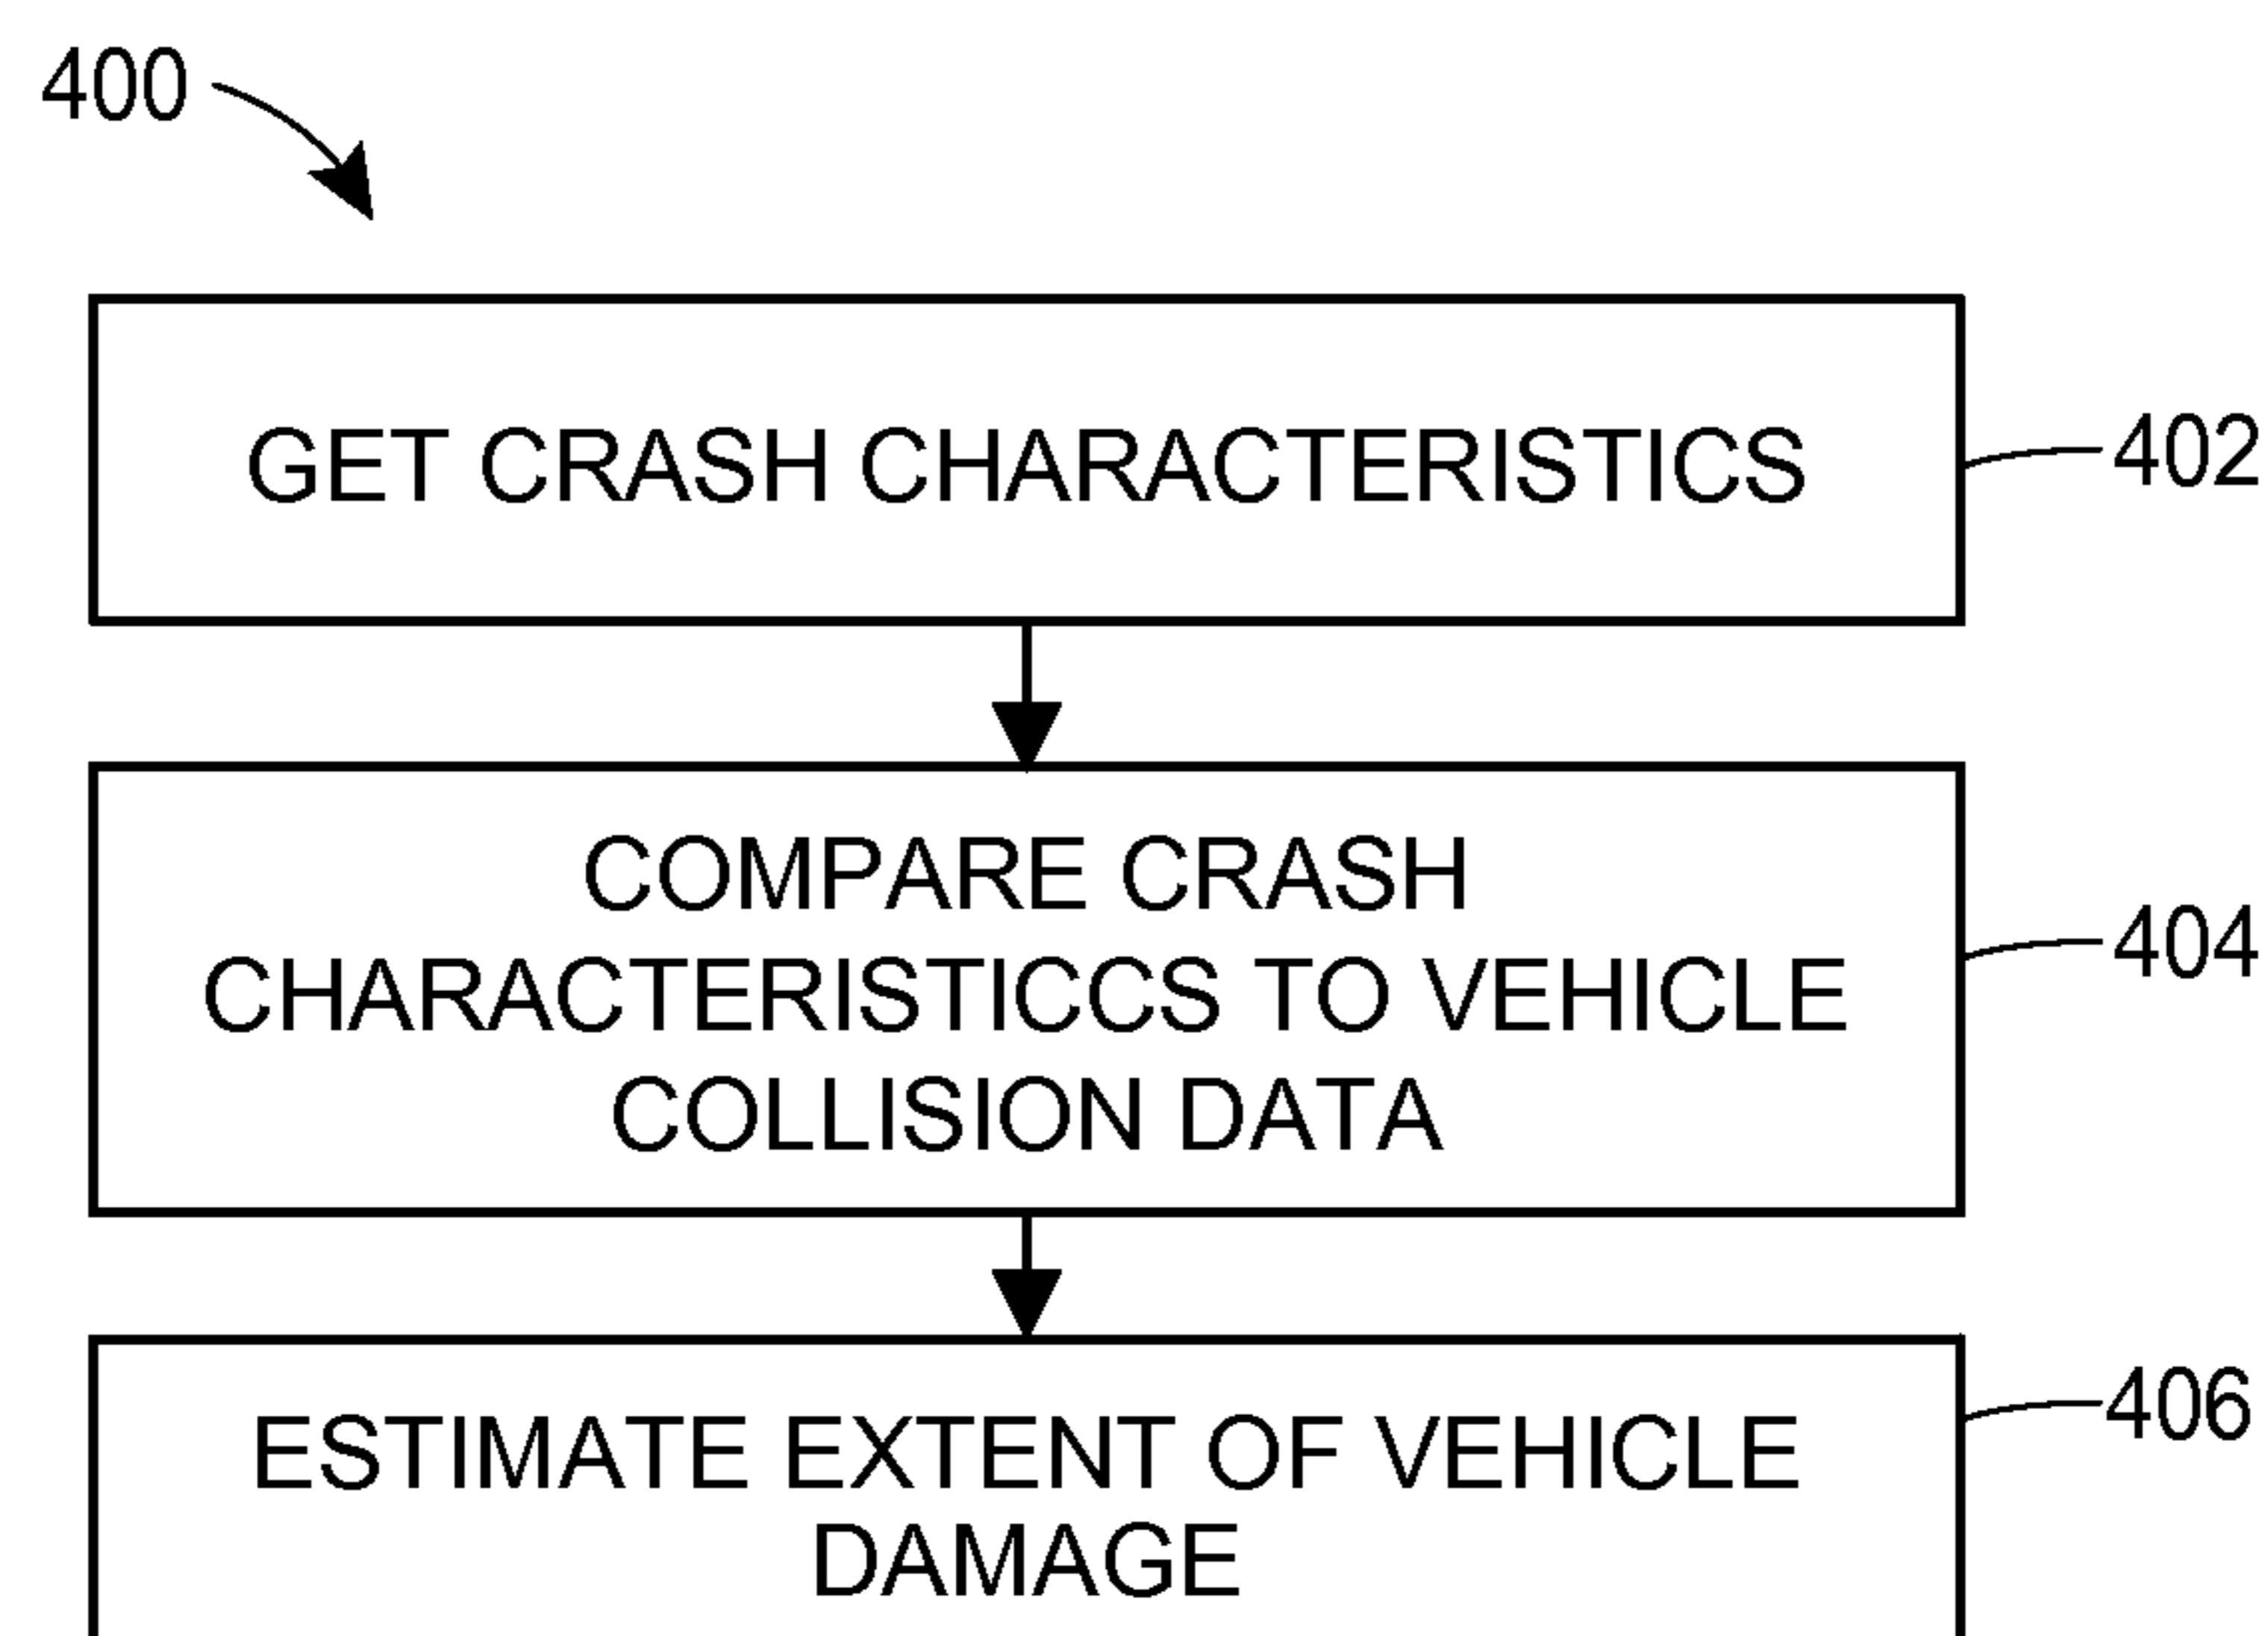 400
GET CRASH CHARACTERISTICS
402
COMPARE CRASH
CHARACTERISTICCS TO VEHICLE
COLLISION DATA
404
ESTIMATE EXTENT OF VEHICLE
DAMAGE
406